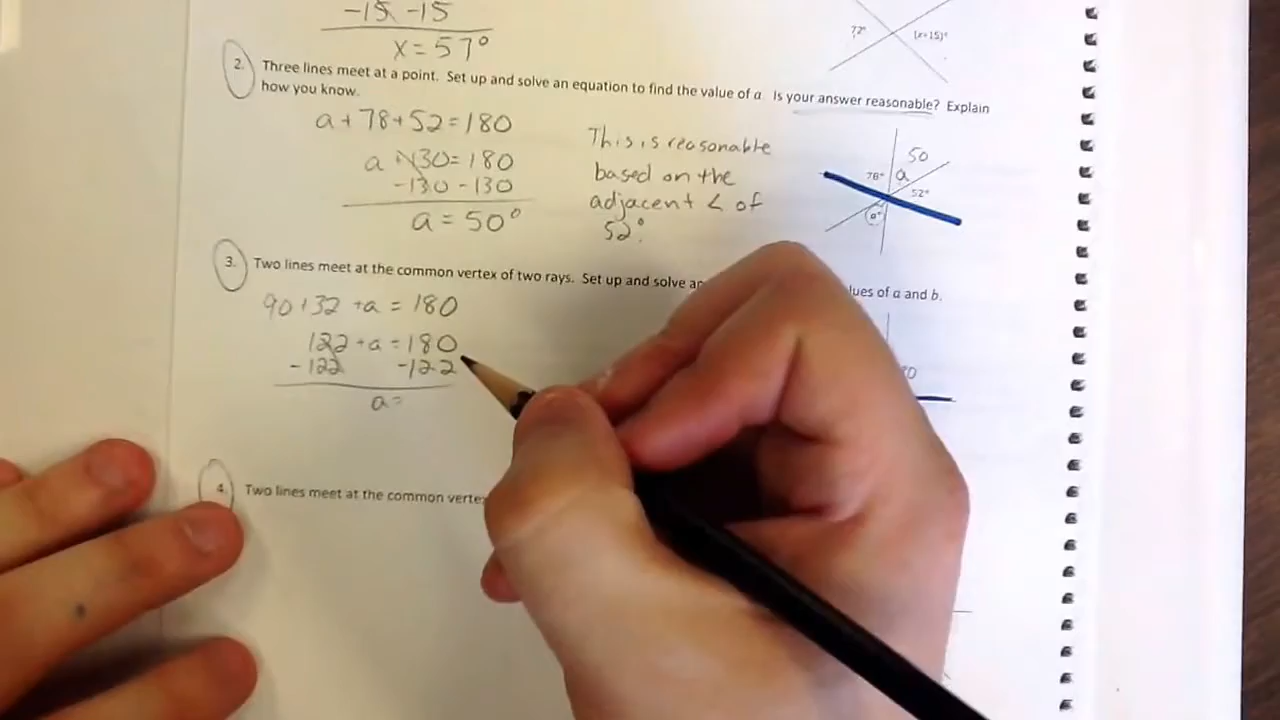 -15 -15
x = 57°
72°
(x+15)°
2. Three lines meet at a point. Set up and solve an equation to find the value of a. Is your answer reasonable? Explain
how you know.
a + 78 + 52 = 180
a + 130 = 180
-130 -130
a = 50°
This is reasonable
based on the
adjacent < of
52°.
50
78°
a
52°
a°
3. Two lines meet at the common vertex of two rays. Set up and solve an
of a and b.
90 + 32 + a = 180
122 + a = 180
-122 -122
a =
4. Two lines meet at the common